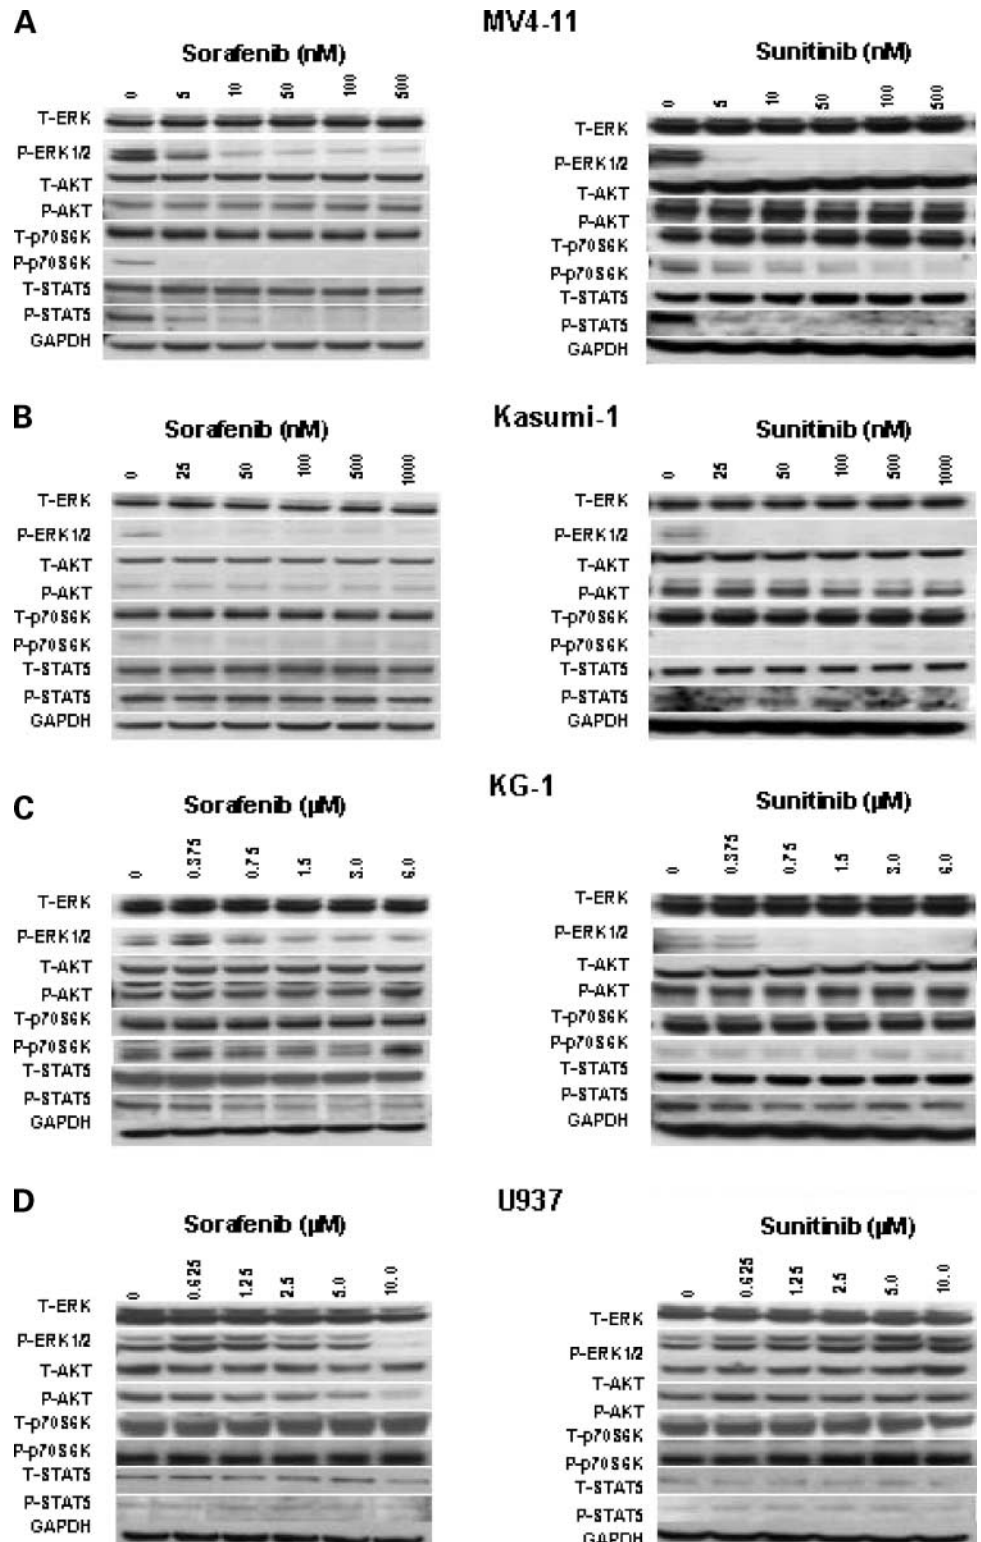 A
MV4-11
Sorafenib (nM)
0 5 10 50 100 500
T-ERK
P-ERK1/2
T-AKT
P-AKT
T-p70S6K
P-p70S6K
T-STAT5
P-STAT5
GAPDH
Sunitinib (nM)
0 5 10 50 100 500
T-ERK
P-ERK1/2
T-AKT
P-AKT
T-p70S6K
P-p70S6K
T-STAT5
P-STAT5
GAPDH
B
Kasumi-1
Sorafenib (nM)
0 25 50 100 500 1000
T-ERK
P-ERK1/2
T-AKT
P-AKT
T-p70S6K
P-p70S6K
T-STAT5
P-STAT5
GAPDH
Sunitinib (nM)
0 25 50 100 500 1000
T-ERK
P-ERK1/2
T-AKT
P-AKT
T-p70S6K
P-p70S6K
T-STAT5
P-STAT5
GAPDH
C
KG-1
Sorafenib (µM)
0 0.375 0.75 1.5 3.0 6.0
T-ERK
P-ERK1/2
T-AKT
P-AKT
T-p70S6K
P-p70S6K
T-STAT5
P-STAT5
GAPDH
Sunitinib (µM)
0 0.375 0.75 1.5 3.0 6.0
T-ERK
P-ERK1/2
T-AKT
P-AKT
T-p70S6K
P-p70S6K
T-STAT5
P-STAT5
GAPDH
D
U937
Sorafenib (µM)
0 0.625 1.25 2.5 5.0 10.0
T-ERK
P-ERK1/2
T-AKT
P-AKT
T-p70S6K
P-p70S6K
T-STAT5
P-STAT5
GAPDH
Sunitinib (µM)
0 0.625 1.25 2.5 5.0 10.0
T-ERK
P-ERK1/2
T-AKT
P-AKT
T-p70S6K
P-p70S6K
T-STAT5
P-STAT5
GAPDH